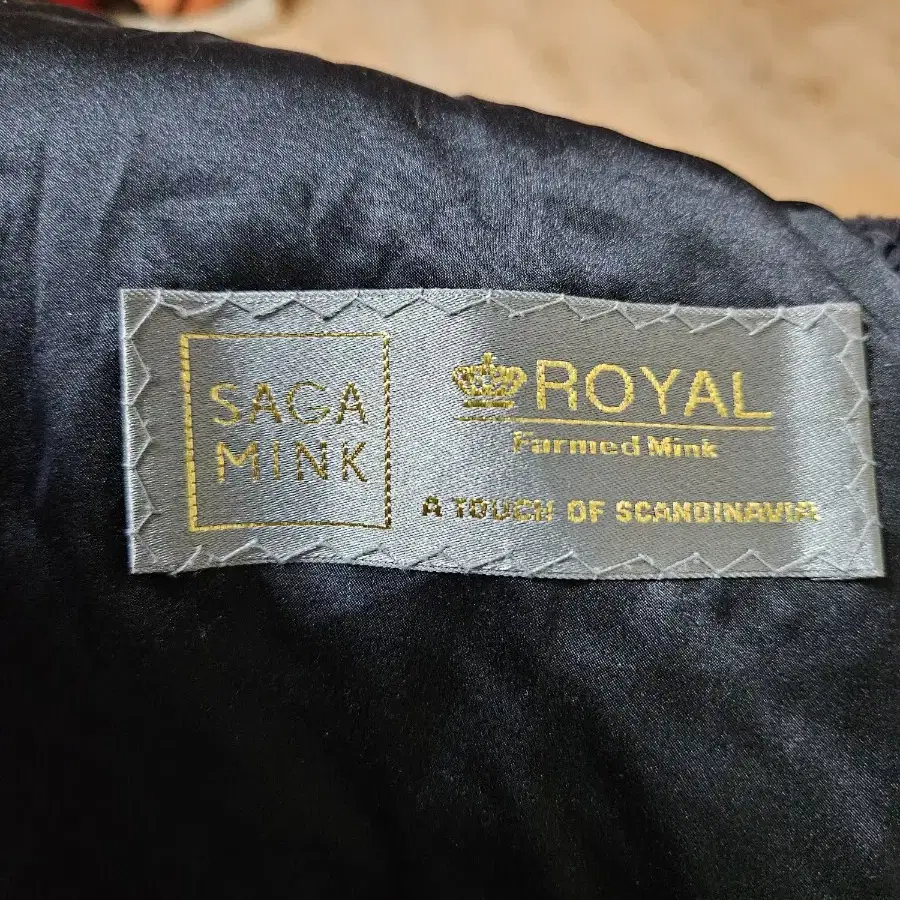 SAGA
MINK
ROYAL
Farmed Mink
A TOUCH OF SCANDINAVIA